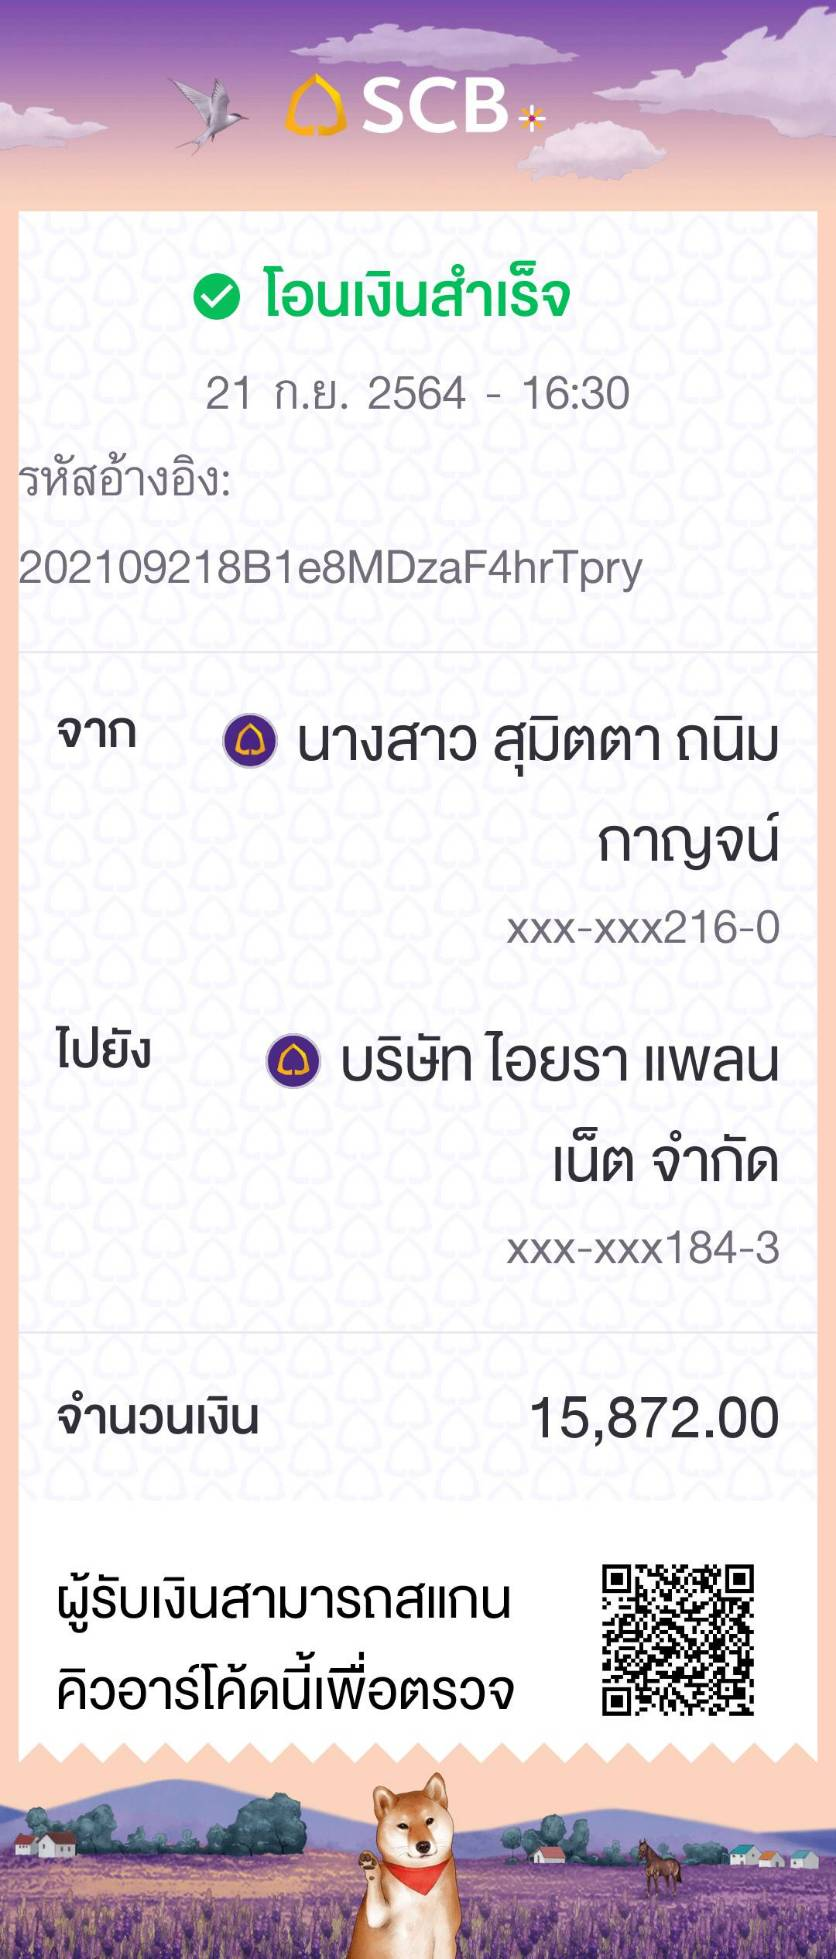 SCB
โอนเงินสำเร็จ
21 ก.ย. 2564 - 16:30
รหัสอ้างอิง:
202109218B1e8MDzaF4hrTpry
จาก
นางสาว สุมิตตา ถนิม
กาญจน์
xxx-xxx216-0
ไปยัง
บริษัท ไอยรา แพลน
เน็ต จำกัด
xxx-xxx184-3
จำนวนเงิน 15,872.00
ผู้รับเงินสามารถสแกน
คิวอาร์โค้ดนี้เพื่อตรวจ